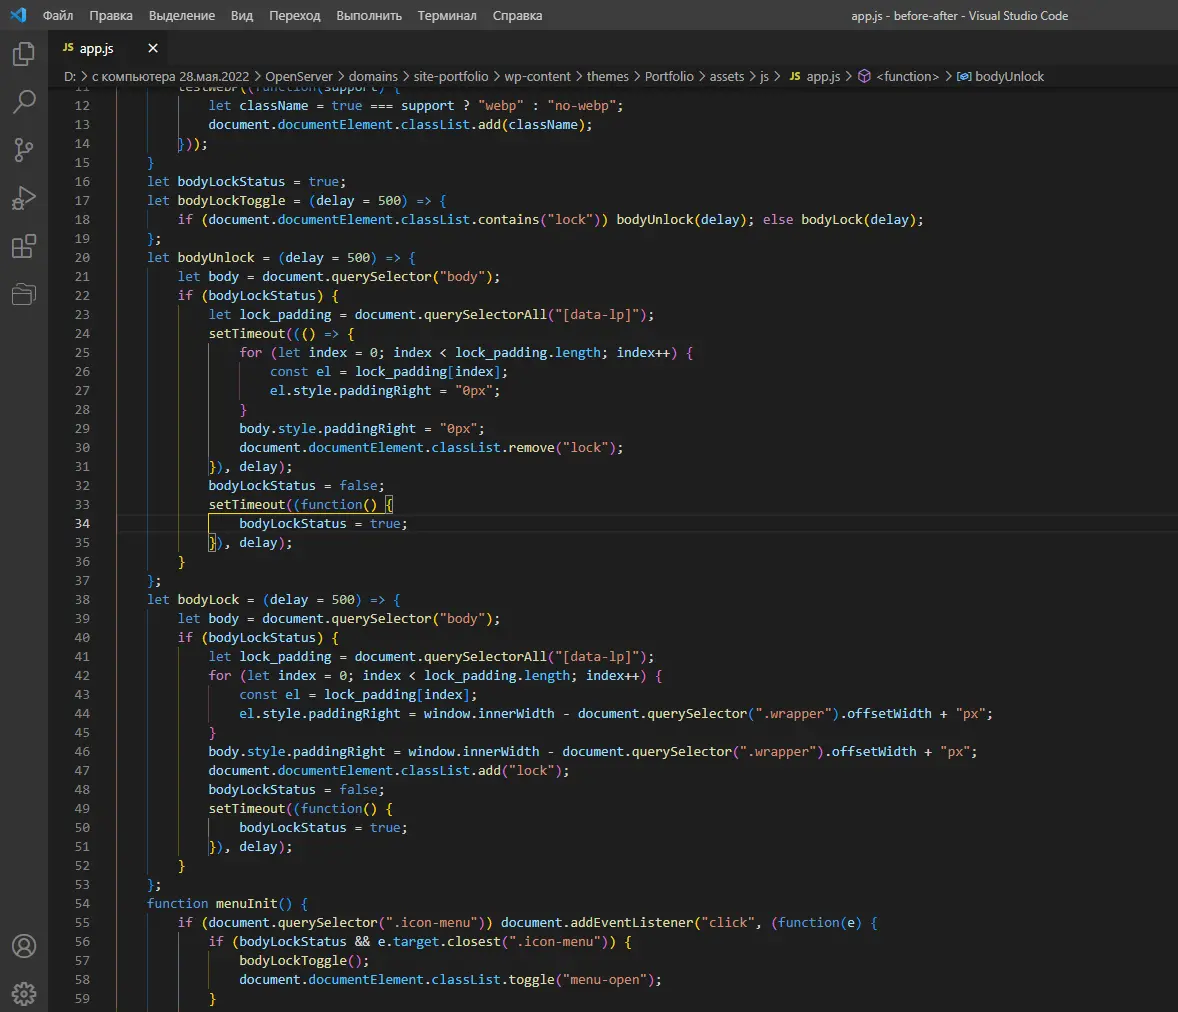 Файл Правка Выделение Вид Переход Выполнить Терминал Справка app.js - before-after - Visual Studio Code
JS app.js ×
D: > с компьютера 28.мая.2022 > OpenServer > domains > site-portfolio > wp-content > themes > Portfolio > assets > js > JS app.js > <function> > bodyUnlock
11 testWebP((function(support) {
12 let className = true === support ? "webp" : "no-webp";
13 document.documentElement.classList.add(className);
14 }));
15 }
16 let bodyLockStatus = true;
17 let bodyLockToggle = (delay = 500) => {
18 if (document.documentElement.classList.contains("lock")) bodyUnlock(delay); else bodyLock(delay);
19 };
20 let bodyUnlock = (delay = 500) => {
21 let body = document.querySelector("body");
22 if (bodyLockStatus) {
23 let lock_padding = document.querySelectorAll("[data-lp]");
24 setTimeout((() => {
25 for (let index = 0; index < lock_padding.length; index++) {
26 const el = lock_padding[index];
27 el.style.paddingRight = "0px";
28 }
29 body.style.paddingRight = "0px";
30 document.documentElement.classList.remove("lock");
31 }), delay);
32 bodyLockStatus = false;
33 setTimeout((function() {
34 bodyLockStatus = true;
35 }), delay);
36 }
37 };
38 let bodyLock = (delay = 500) => {
39 let body = document.querySelector("body");
40 if (bodyLockStatus) {
41 let lock_padding = document.querySelectorAll("[data-lp]");
42 for (let index = 0; index < lock_padding.length; index++) {
43 const el = lock_padding[index];
44 el.style.paddingRight = window.innerWidth - document.querySelector(".wrapper").offsetWidth + "px";
45 }
46 body.style.paddingRight = window.innerWidth - document.querySelector(".wrapper").offsetWidth + "px";
47 document.documentElement.classList.add("lock");
48 bodyLockStatus = false;
49 setTimeout((function() {
50 bodyLockStatus = true;
51 }), delay);
52 }
53 };
54 function menuInit() {
55 if (document.querySelector(".icon-menu")) document.addEventListener("click", (function(e) {
56 if (bodyLockStatus && e.target.closest(".icon-menu")) {
57 bodyLockToggle();
58 document.documentElement.classList.toggle("menu-open");
59 }